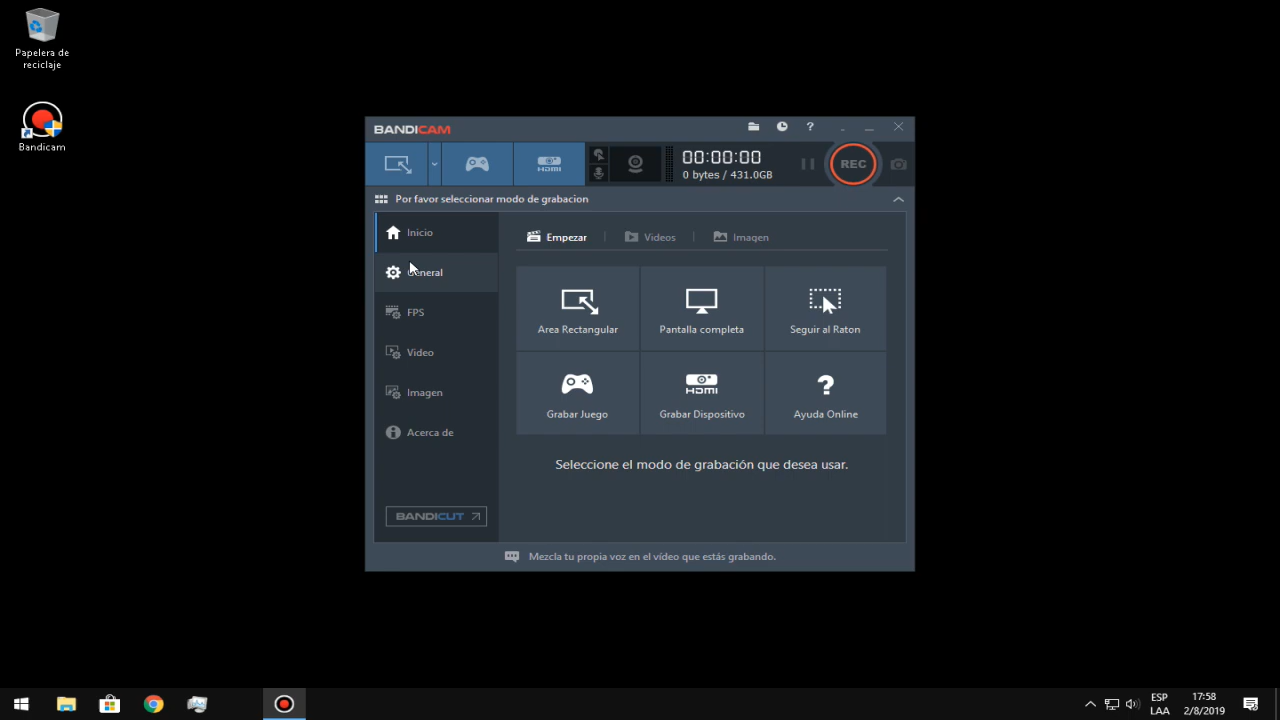 Papelera de
reciclaje
Bandicam
BANDICAM
?
HDMI
00:00:00
0 bytes / 431.0GB
REC
Por favor seleccionar modo de grabacion
Inicio
General
FPS
Video
Imagen
Acerca de
BANDICUT
Empezar | Videos | Imagen
Area Rectangular
Pantalla completa
Seguir al Raton
HDMI
?
Grabar Juego
Grabar Dispositivo
Ayuda Online
Seleccione el modo de grabación que desea usar.
Mezcla tu propia voz en el vídeo que estás grabando.
ESP
LAA
17:58
2/8/2019